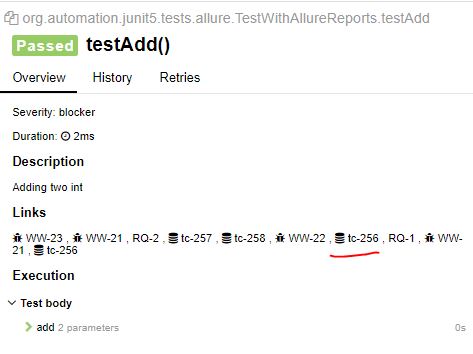 org.automation.junit5.tests.allure.TestWithAllureReports.testAdd
Passed testAdd()
Overview History Retries
Severity: blocker
Duration: 2ms
Description
Adding two int
Links
WW-23 , WW-21 , RQ-2 , tc-257 , tc-258 , WW-22 , tc-256 , RQ-1 , WW-
21 , tc-256
Execution
Test body
add 2 parameters 0s